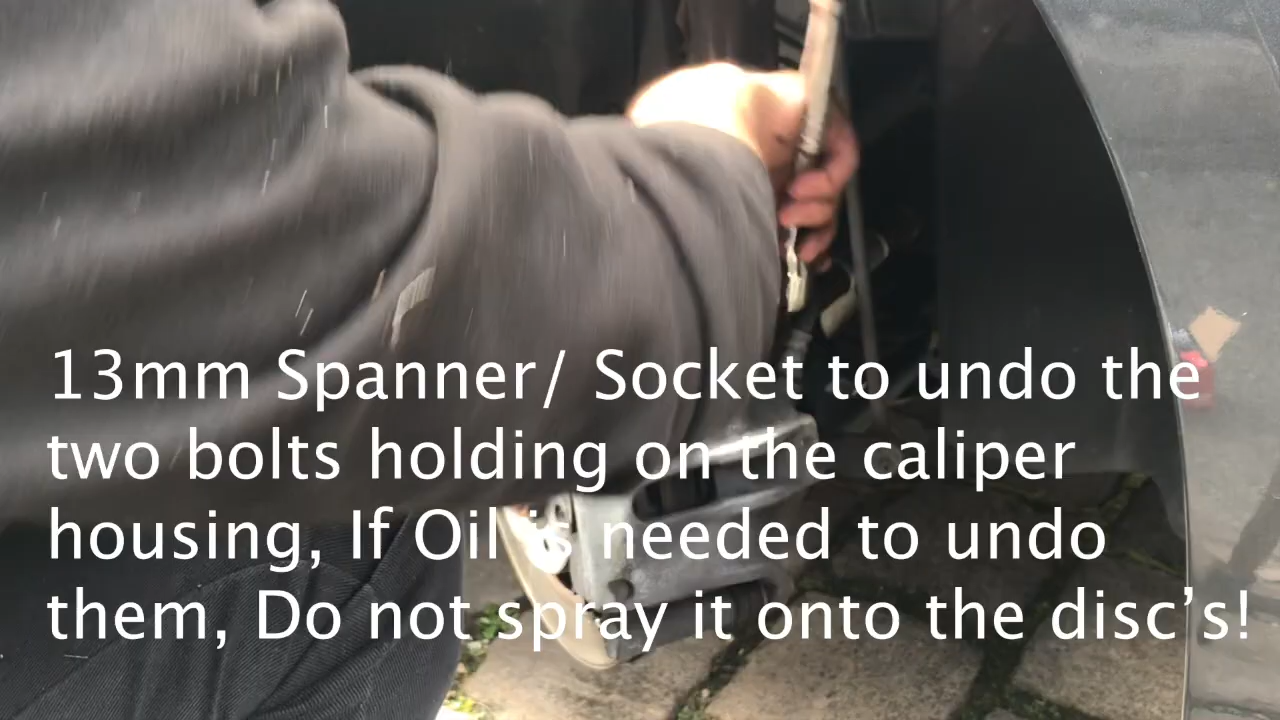 13mm Spanner/ Socket to undo the
two bolts holding on the caliper
housing, If Oil is needed to undo
them, Do not spray it onto the disc’s!